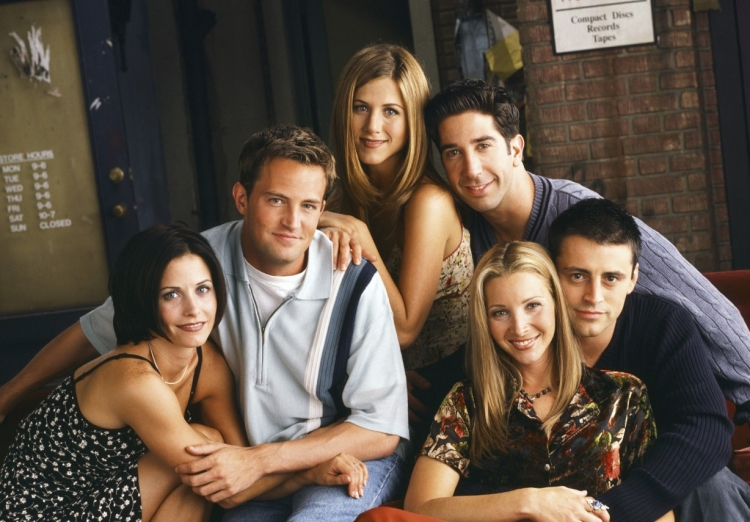 Compact Discs
Records
Tapes
STORE HOURS
MON 9-6
TUE 9-6
WED 9-6
THR 9-6
FRI 9-6
SAT 10-7
SUN CLOSED